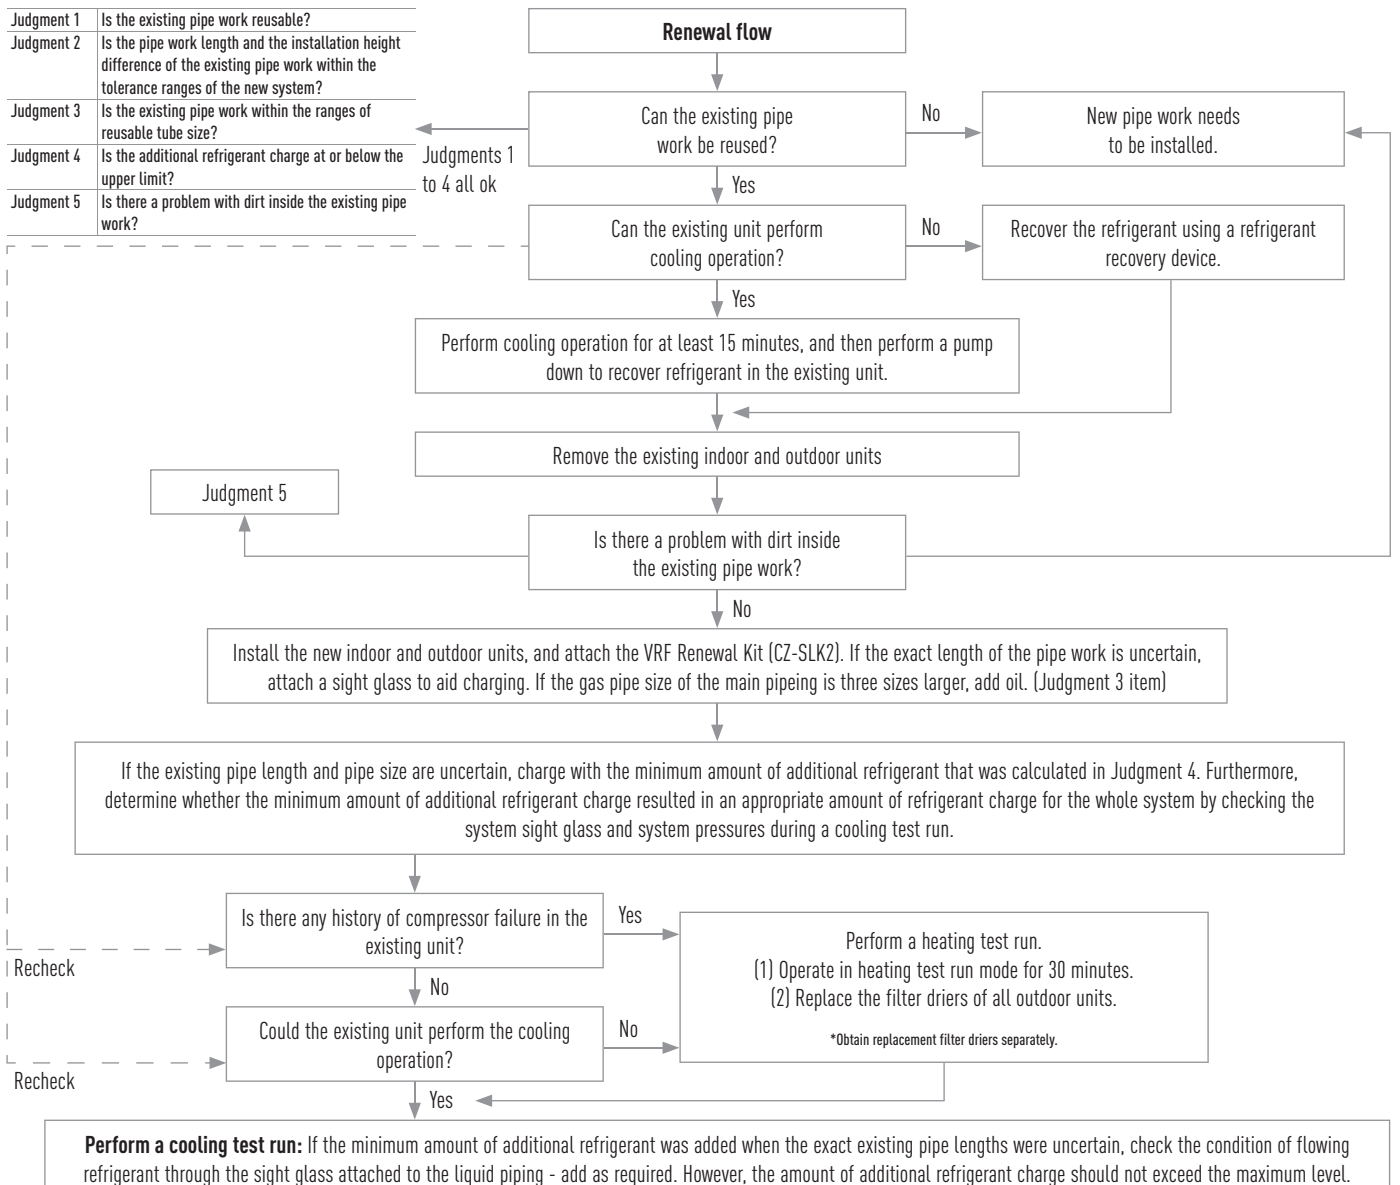 Judgment 1 Is the existing pipe work reusable?
Judgment 2 Is the pipe work length and the installation height
difference of the existing pipe work within the
tolerance ranges of the new system?
Judgment 3 Is the existing pipe work within the ranges of
reusable tube size?
Judgment 4 Is the additional refrigerant charge at or below the
upper limit?
Judgment 5 Is there a problem with dirt inside the existing pipe
work?
Renewal flow
Can the existing pipe
work be reused?
No
New pipe work needs
to be installed.
Judgments 1
to 4 all ok
Yes
Can the existing unit perform
cooling operation?
No
Recover the refrigerant using a refrigerant
recovery device.
Yes
Perform cooling operation for at least 15 minutes, and then perform a pump
down to recover refrigerant in the existing unit.
Remove the existing indoor and outdoor units
Judgment 5
Is there a problem with dirt inside
the existing pipe work?
No
Install the new indoor and outdoor units, and attach the VRF Renewal Kit (CZ-SLK2). If the exact length of the pipe work is uncertain,
attach a sight glass to aid charging. If the gas pipe size of the main pipeing is three sizes larger, add oil. (Judgment 3 item)
If the existing pipe length and pipe size are uncertain, charge with the minimum amount of additional refrigerant that was calculated in Judgment 4. Furthermore,
determine whether the minimum amount of additional refrigerant charge resulted in an appropriate amount of refrigerant charge for the whole system by checking the
system sight glass and system pressures during a cooling test run.
Is there any history of compressor failure in the
existing unit?
Yes
Recheck
No
Perform a heating test run.
(1) Operate in heating test run mode for 30 minutes.
(2) Replace the filter driers of all outdoor units.
*Obtain replacement filter driers separately.
Could the existing unit perform the cooling
operation?
No
Recheck
Yes
Perform a cooling test run: If the minimum amount of additional refrigerant was added when the exact existing pipe lengths were uncertain, check the condition of flowing
refrigerant through the sight glass attached to the liquid piping - add as required. However, the amount of additional refrigerant charge should not exceed the maximum level.